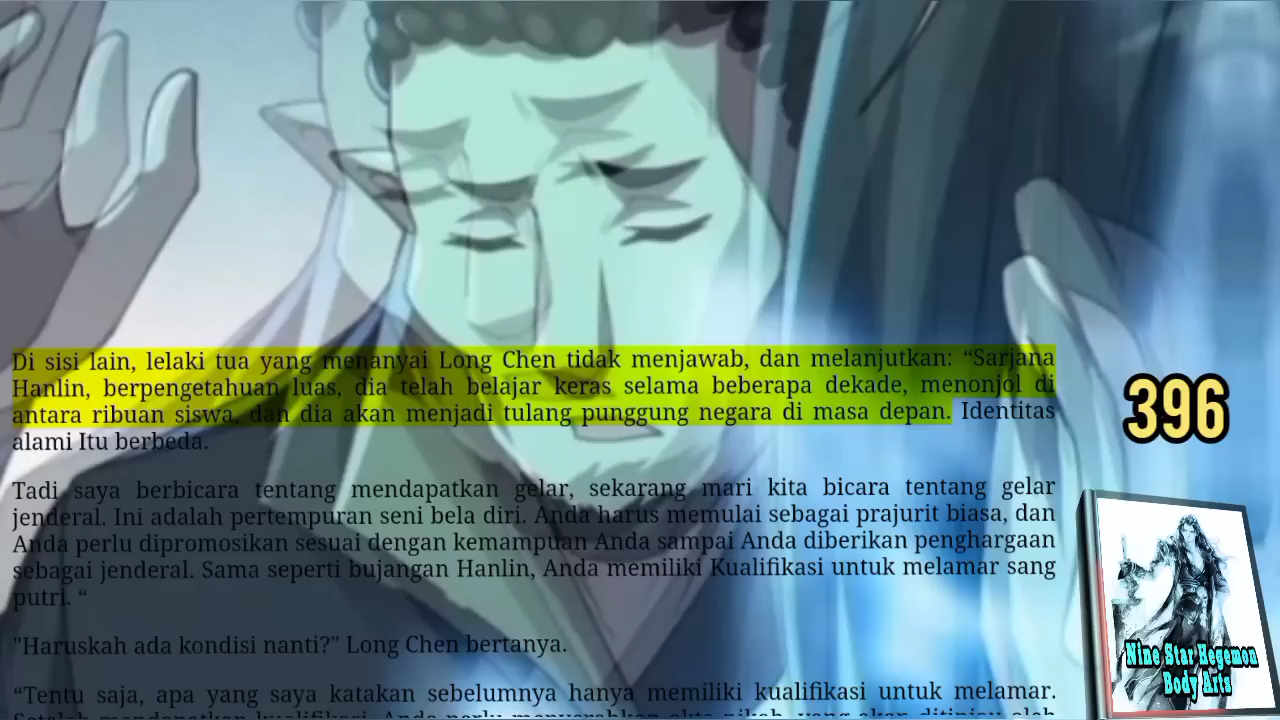 Di sisi lain, lelaki tua yang menanyai Long Chen tidak menjawab, dan melanjutkan: “Sarjana
Hanlin, berpengetahuan luas, dia telah belajar keras selama beberapa dekade, menonjol di
antara ribuan siswa, dan dia akan menjadi tulang punggung negara di masa depan. Identitas
alami Itu berbeda.
Tadi saya berbicara tentang mendapatkan gelar, sekarang mari kita bicara tentang gelar
jenderal. Ini adalah pertempuran seni bela diri. Anda harus memulai sebagai prajurit biasa, dan
Anda perlu dipromosikan sesuai dengan kemampuan Anda sampai Anda diberikan penghargaan
sebagai jenderal. Sama seperti bujangan Hanlin, Anda memiliki Kualifikasi untuk melamar sang
putri. “
"Haruskah ada kondisi nanti?" Long Chen bertanya.
“Tentu saja, apa yang saya katakan sebelumnya hanya memiliki kualifikasi untuk melamar.
396
Nine Star Hegemon
Body Arts